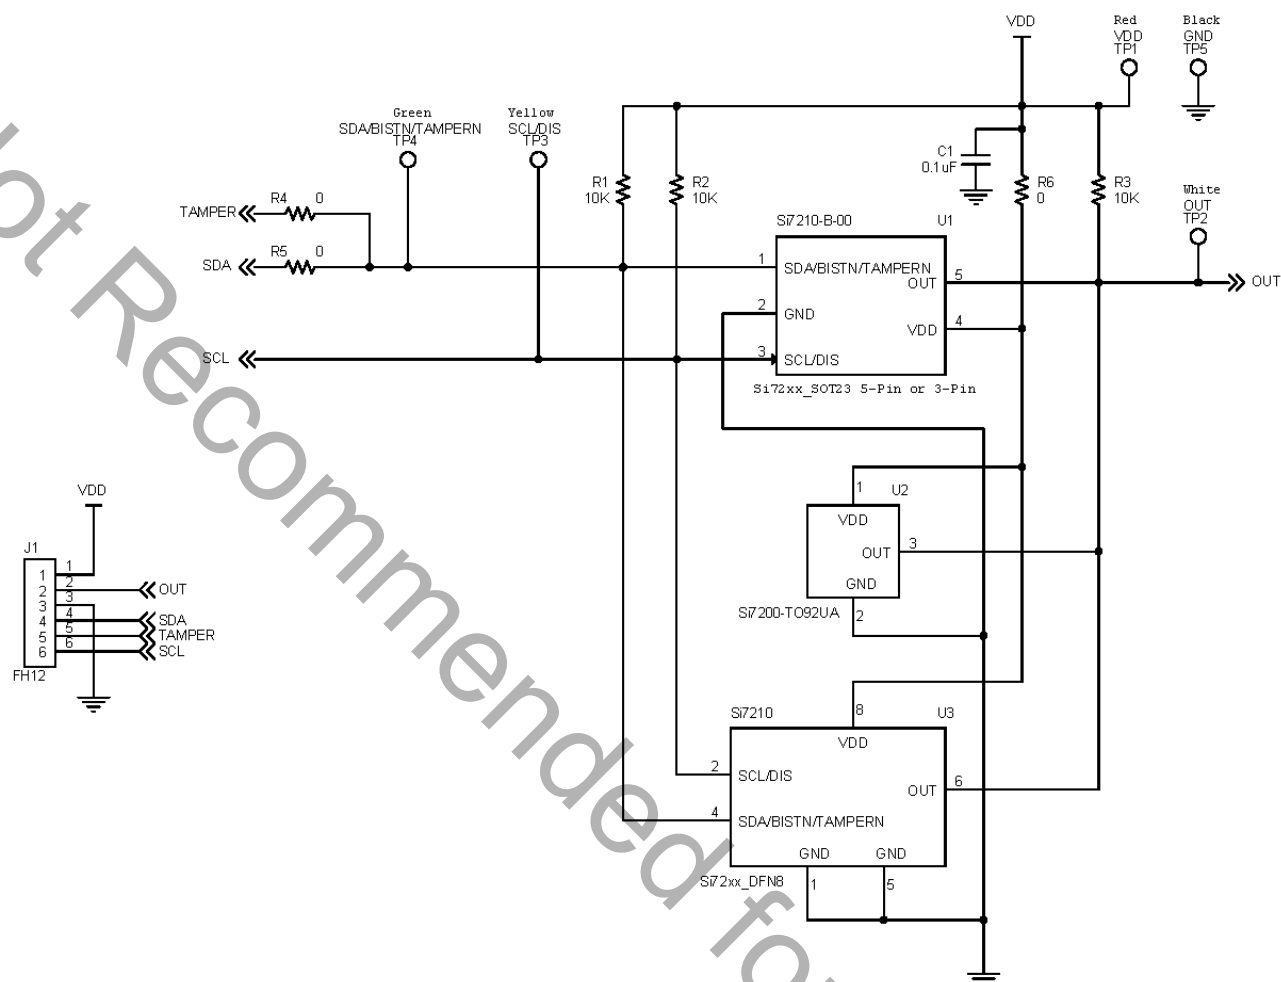 VDD
Red
VDD
TP1
Black
GND
TP5
Green
SDA/BISTN/TAMPERN
TP4
Yellow
SCL/DIS
TP3
C1
0.1uF
R1
10K
R2
10K
R6
0
R3
10K
White
OUT
TP2
R4 0
TAMPER
R5 0
SDA
SCL
Si7210-B-00 U1
1 SDA/BISTN/TAMPERN
OUT 5
2 GND
VDD 4
3 SCL/DIS
OUT
Si72xx_SOT23 5-Pin or 3-Pin
1 U2
VDD
OUT 3
GND
Si7200-TO92UA 2
VDD
J1
1 1
2 2 OUT
3 3
4 4 SDA
5 5 TAMPER
6 6 SCL
FH12
Si7210 8 U3
VDD
2 SCL/DIS
OUT 6
4 SDA/BISTN/TAMPERN
GND GND
Si72xx_DFN8 1 5
ot Recommended fo